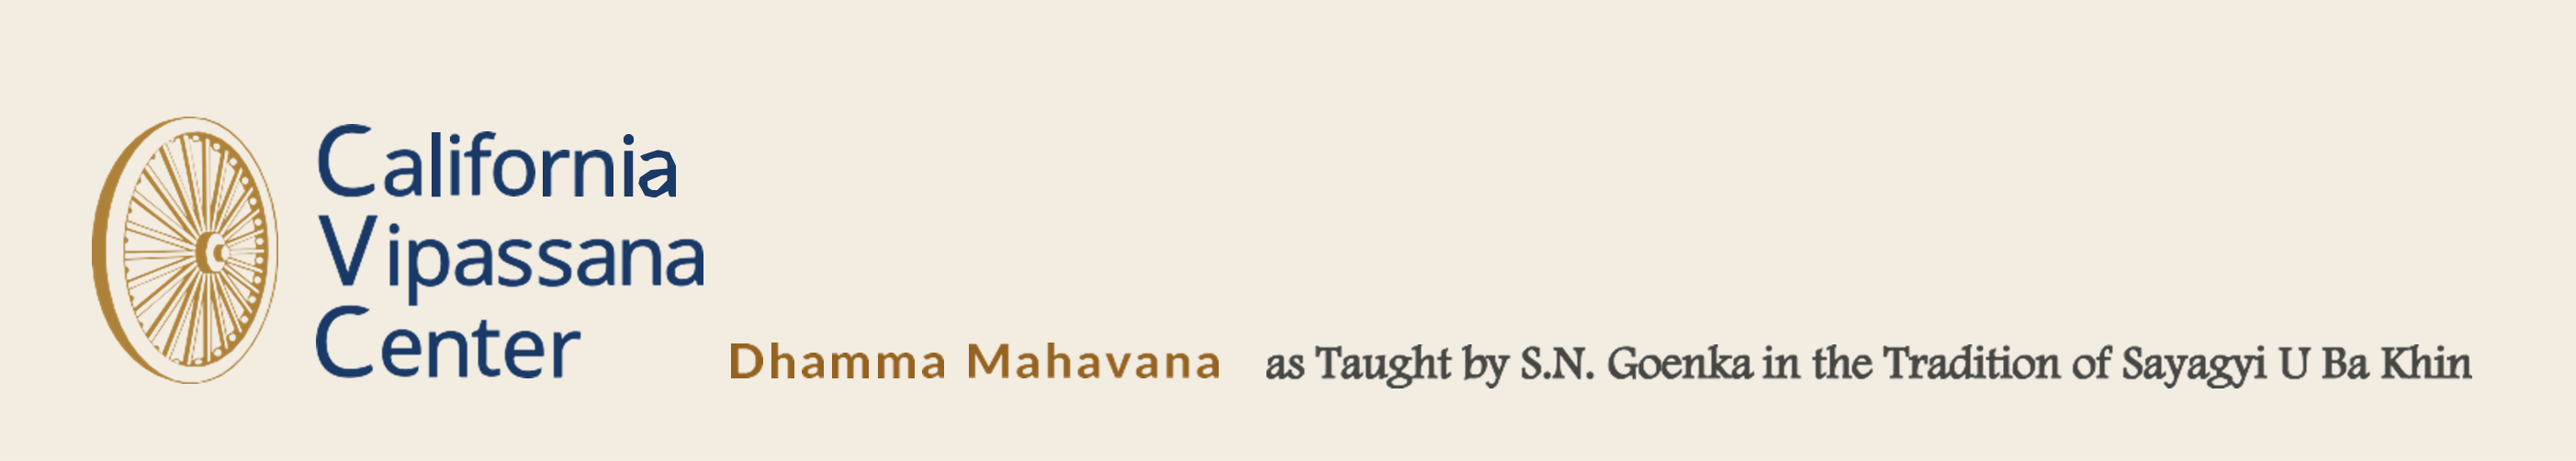 California
Vipassana
Center
Dhamma Mahavana as Taught by S.N. Goenka in the Tradition of Sayagyi U Ba Khin